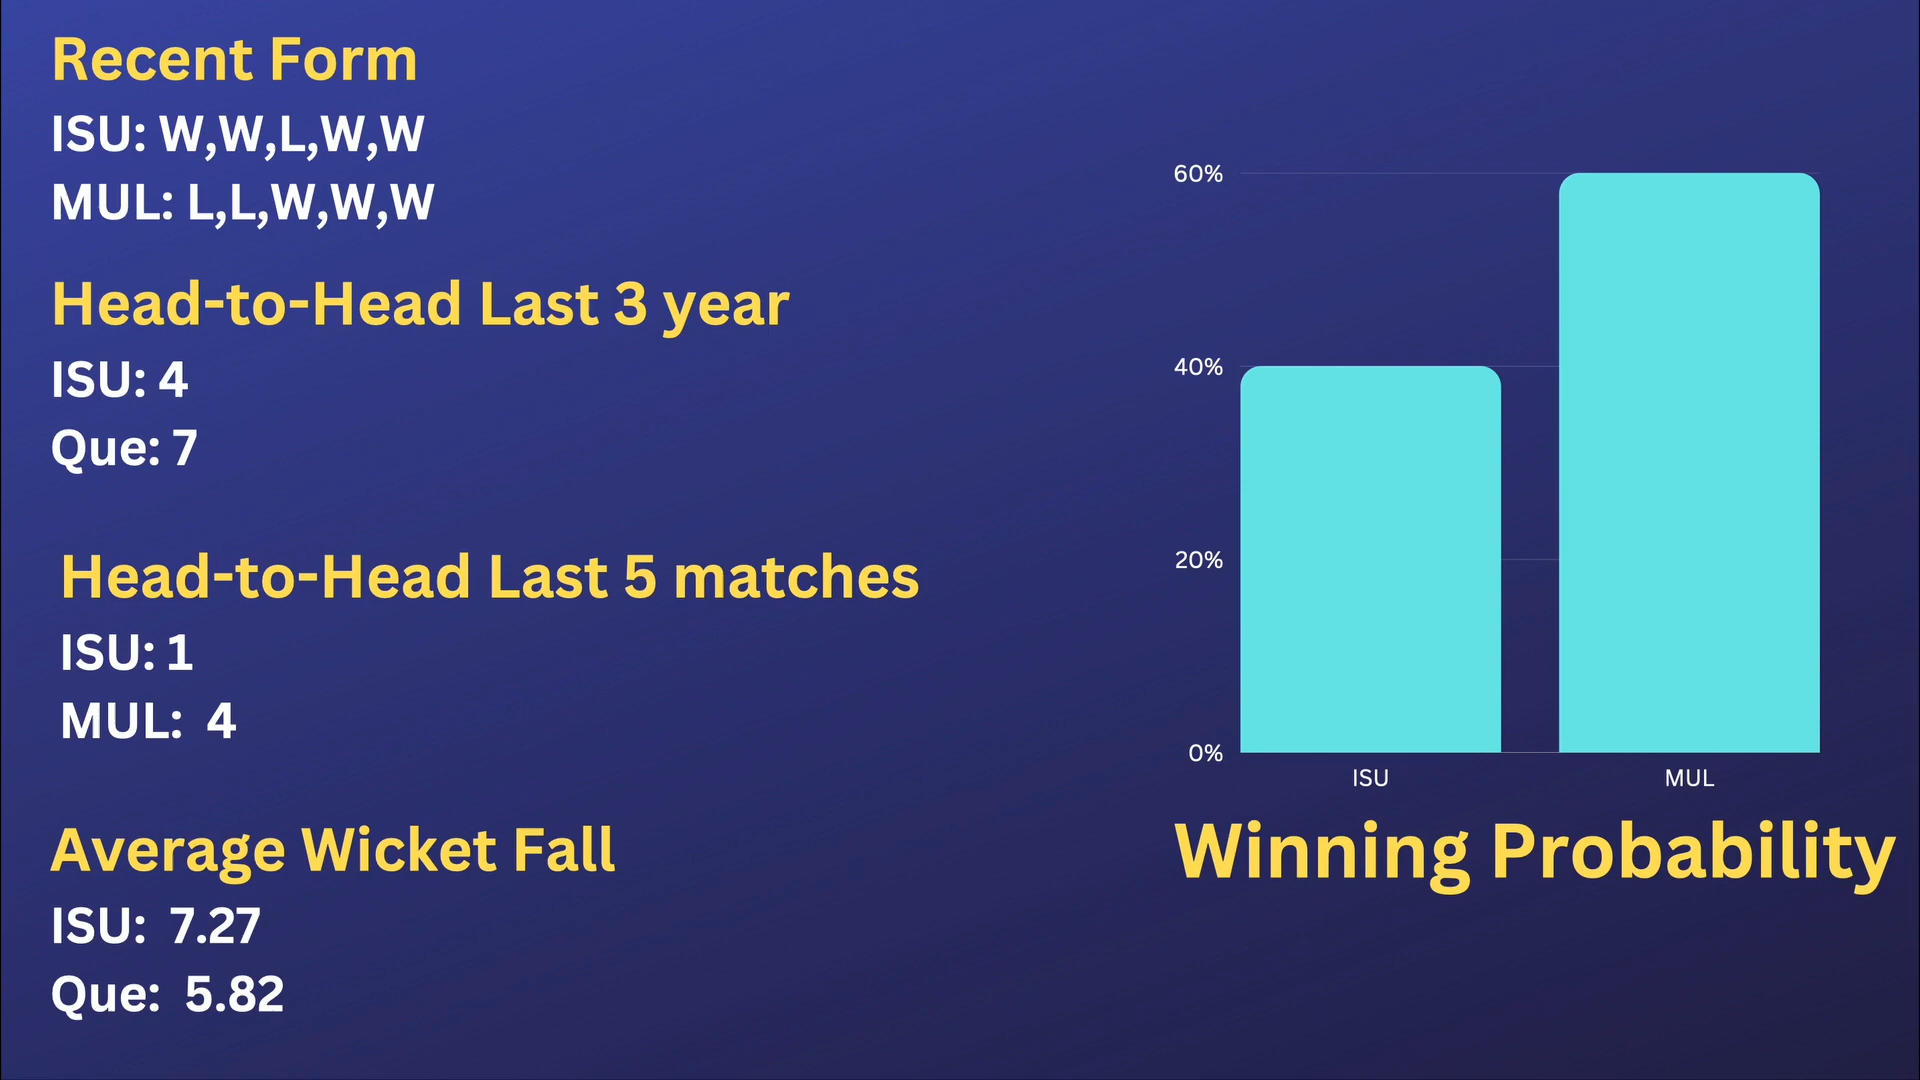 Recent Form
ISU: W,W,L,W,W
MUL: L,L,W,W,W
Head-to-Head Last 3 year
ISU: 4
Que: 7
Head-to-Head Last 5 matches
ISU: 1
MUL: 4
Average Wicket Fall
ISU: 7.27
Que: 5.82
60%
40%
20%
0%
ISU MUL
Winning Probability